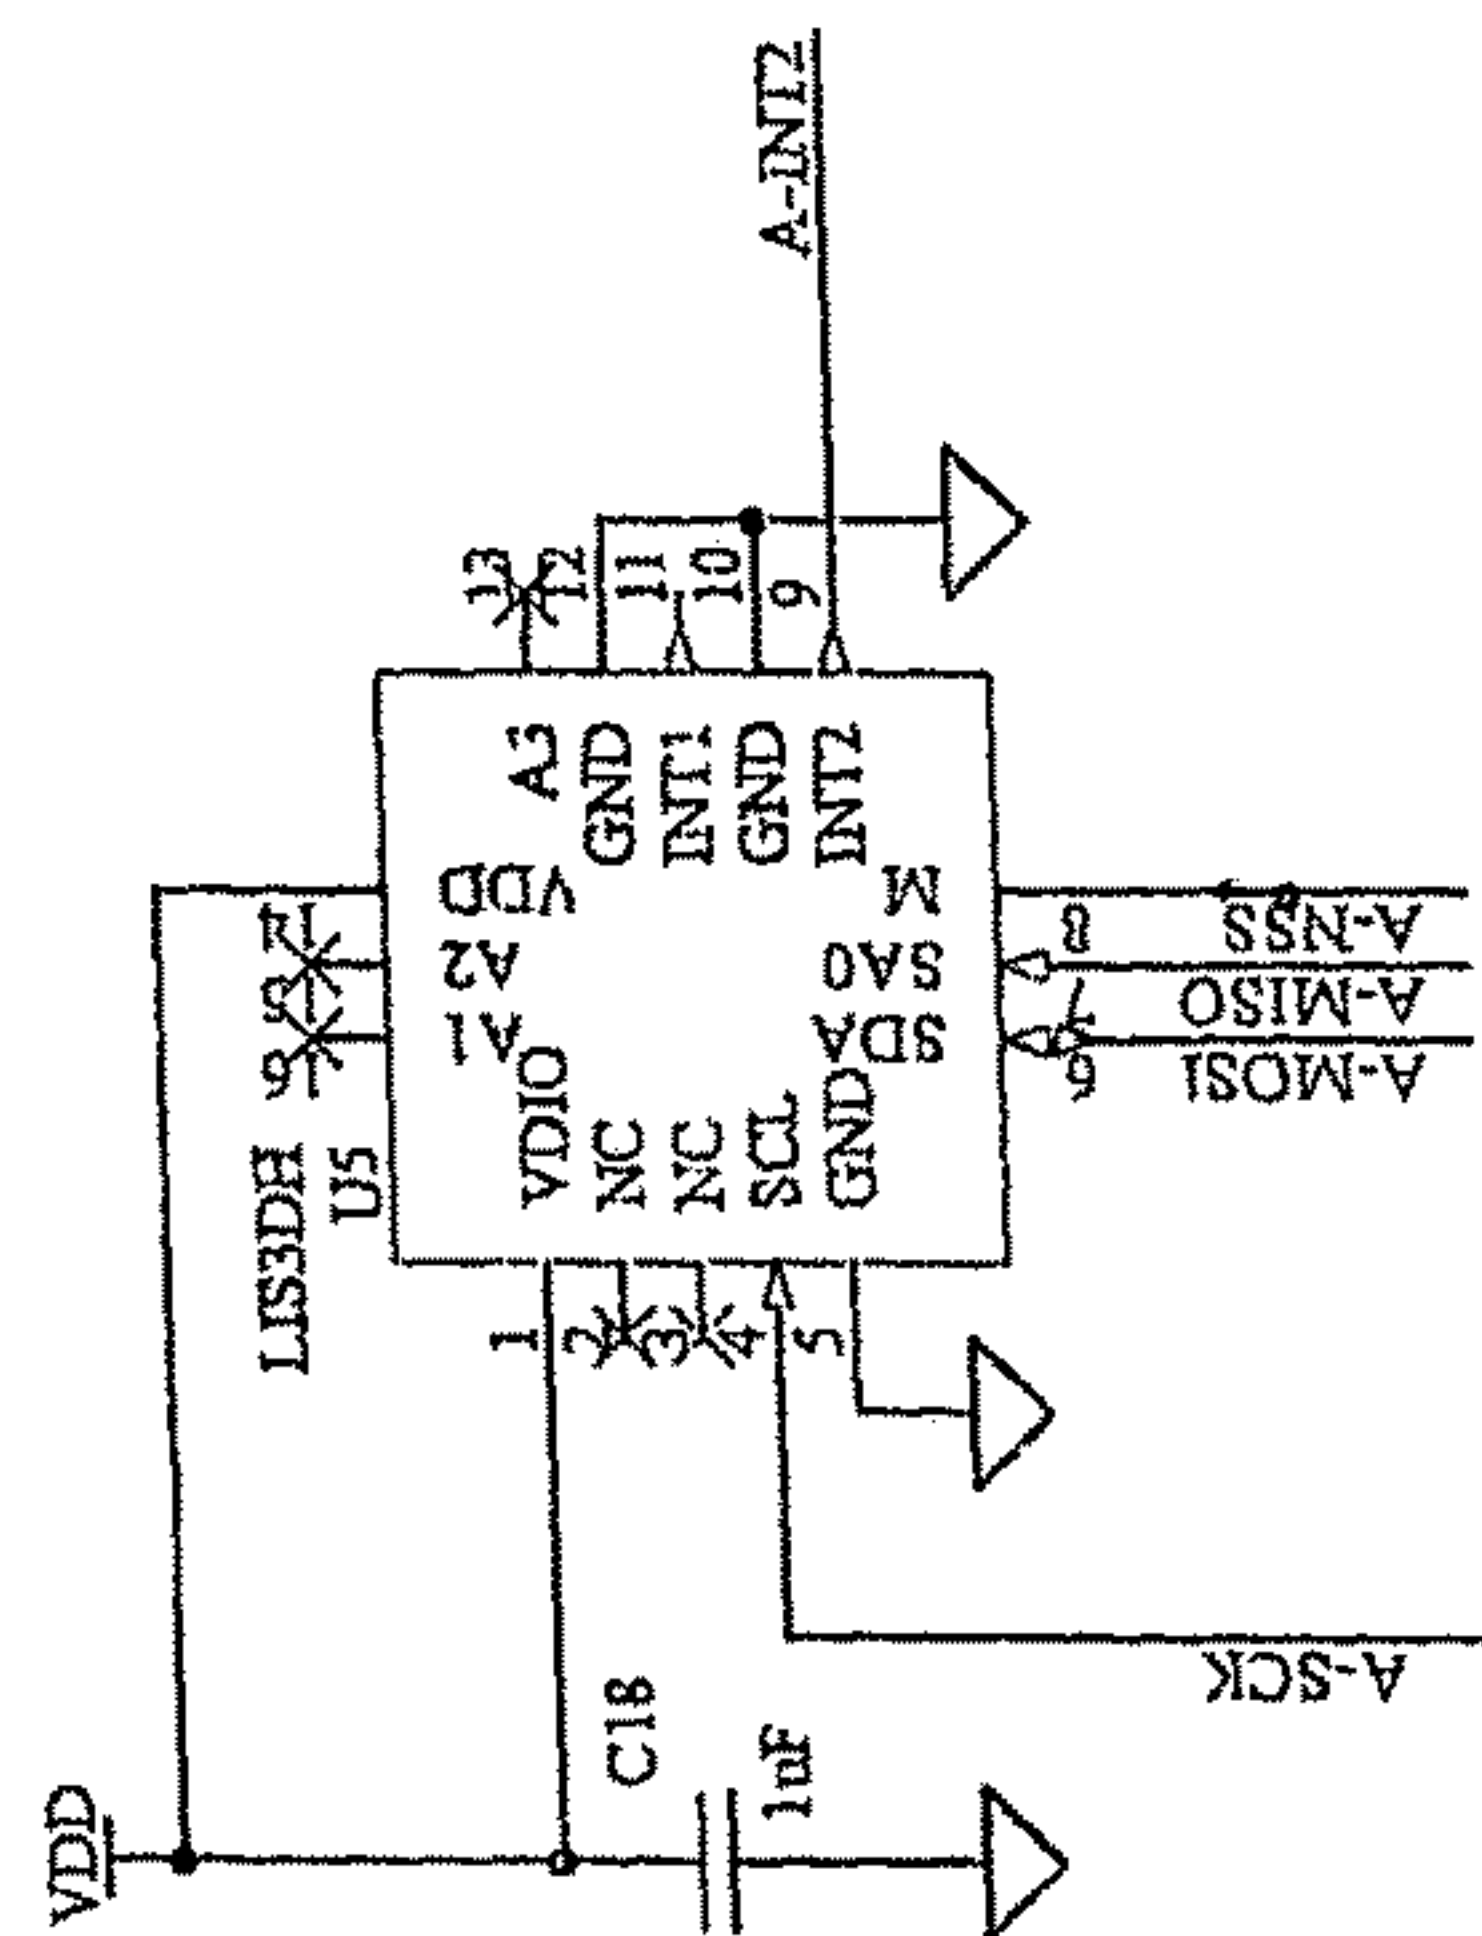 VDD
C18
1uF
A-SCK
LIS3DH
U5
1
2
3
4
5
VDIO
NC
NC
SCL
GND
16
15
14
A1
A2
VDD
SDA
SA0
M
6
7
8
A-MOSI
A-MISO
A-NSS
A3
GND
INT1
GND
INT2
13
12
11
10
9
A-INT2